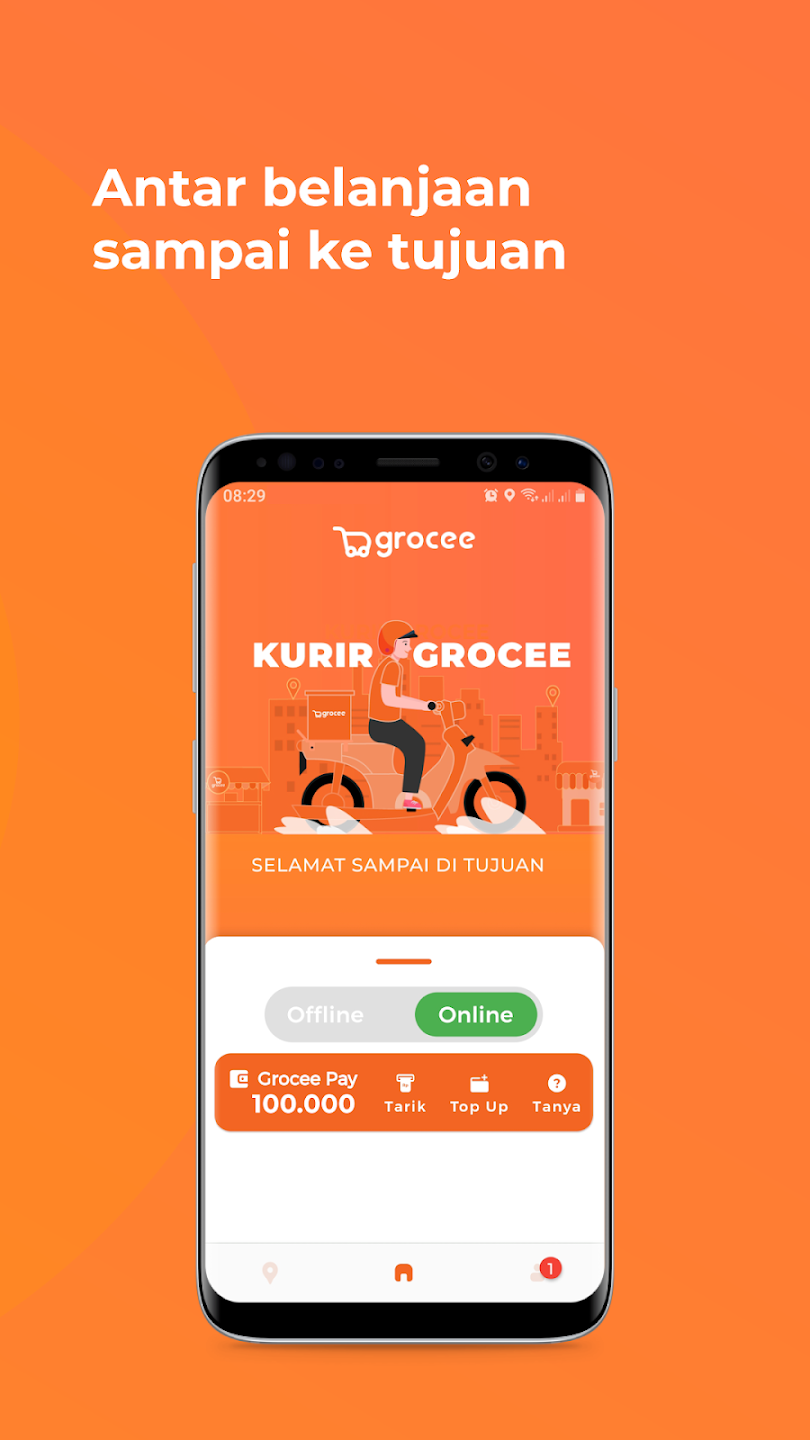 Antar belanjaan
sampai ke tujuan
08:29
grocee
KURIR GROCEE
grocee
SELAMAT SAMPAI DI TUJUAN
Offline
Online
Grocee Pay
100.000
Tarik
Top Up
Tanya
1